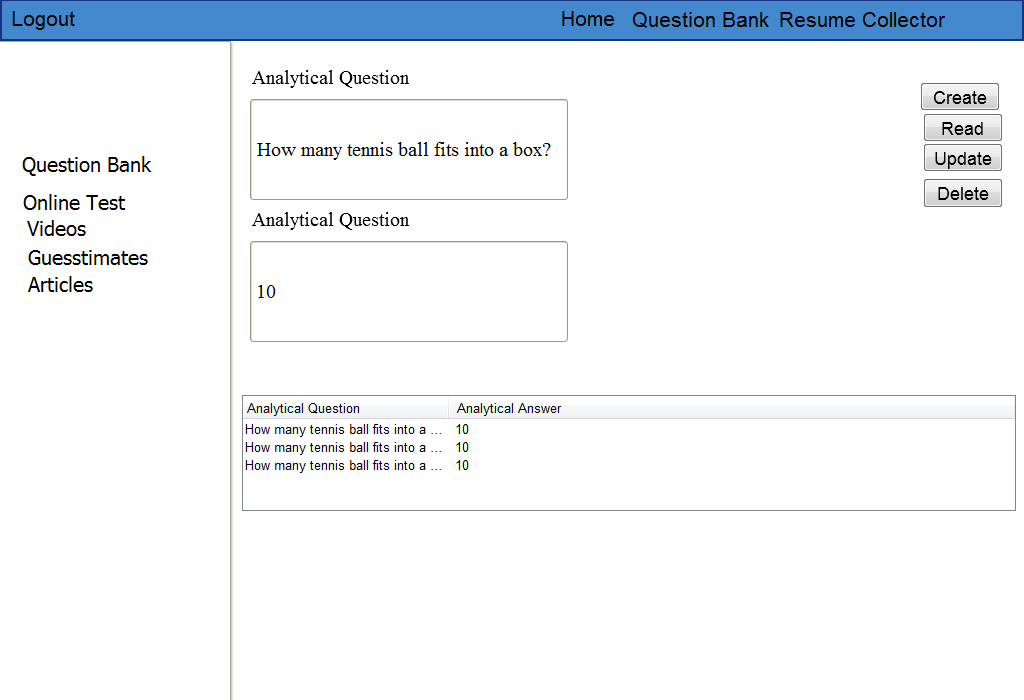 Logout Home Question Bank Resume Collector
Question Bank
Online Test
Videos
Guesstimates
Articles
Analytical Question
How many tennis ball fits into a box?
Analytical Question
10
Create
Read
Update
Delete
Analytical Question Analytical Answer
How many tennis ball fits into a ... 10
How many tennis ball fits into a ... 10
How many tennis ball fits into a ... 10